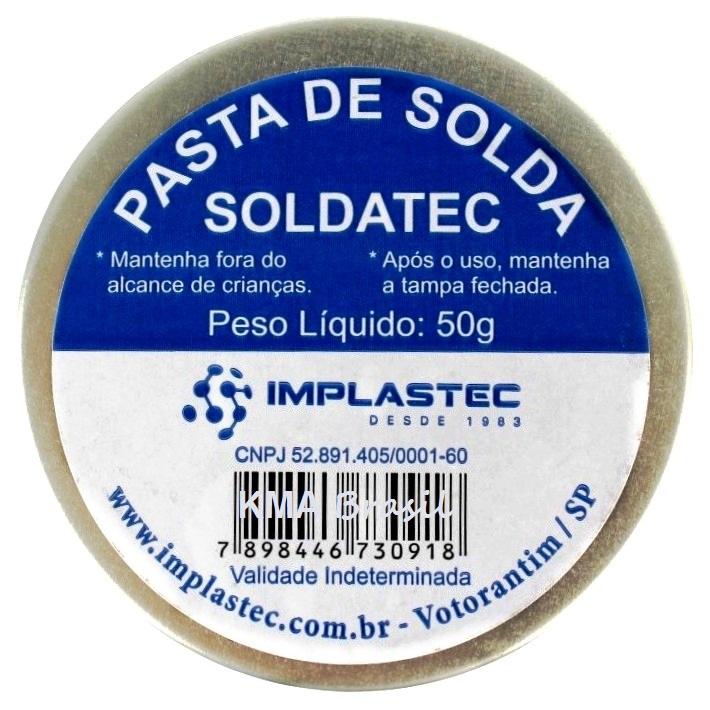 PASTA DE SOLDA
SOLDATEC
* Mantenha fora do
alcance de crianças.
* Após o uso, mantenha
a tampa fechada.
Peso Líquido: 50g
IMPLASTEC
DESDE 1983
CNPJ 52.891.405/0001-60
KMA Brasil
7 898446 730918
Validade Indeterminada
www.implastec.com.br - Votorantim / SP